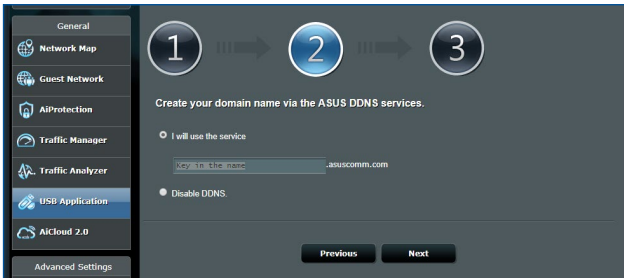 General
Network Map
Guest Network
AiProtection
Traffic Manager
Traffic Analyzer
USB Application
AiCloud 2.0
Advanced Settings
1 2 3
Create your domain name via the ASUS DDNS services.
I will use the service
Key in the name .asuscomm.com
Disable DDNS.
Previous Next